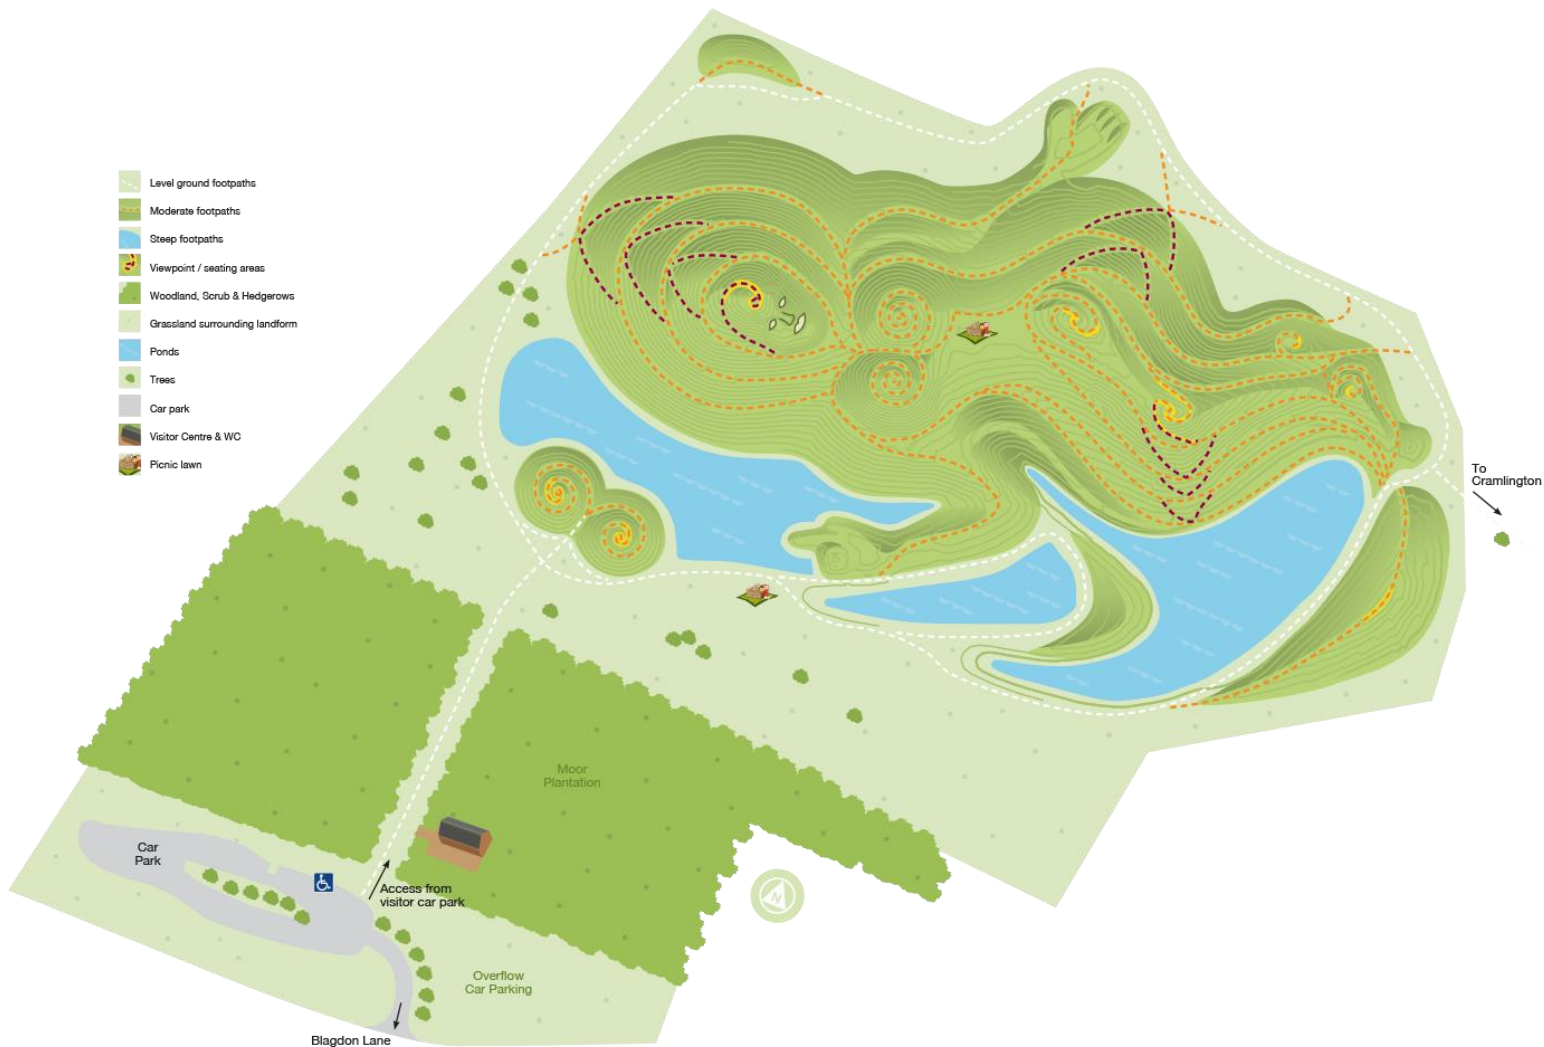 Level ground footpaths
Moderate footpaths
Steep footpaths
Viewpoint / seating areas
Woodland, Scrub & Hedgerows
Grassland surrounding landform
Ponds
Trees
Car park
Visitor Centre & WC
Picnic lawn
To
Cramlington
Moor
Plantation
Car
Park
Access from
visitor car park
N
Overflow
Car Parking
Blagdon Lane